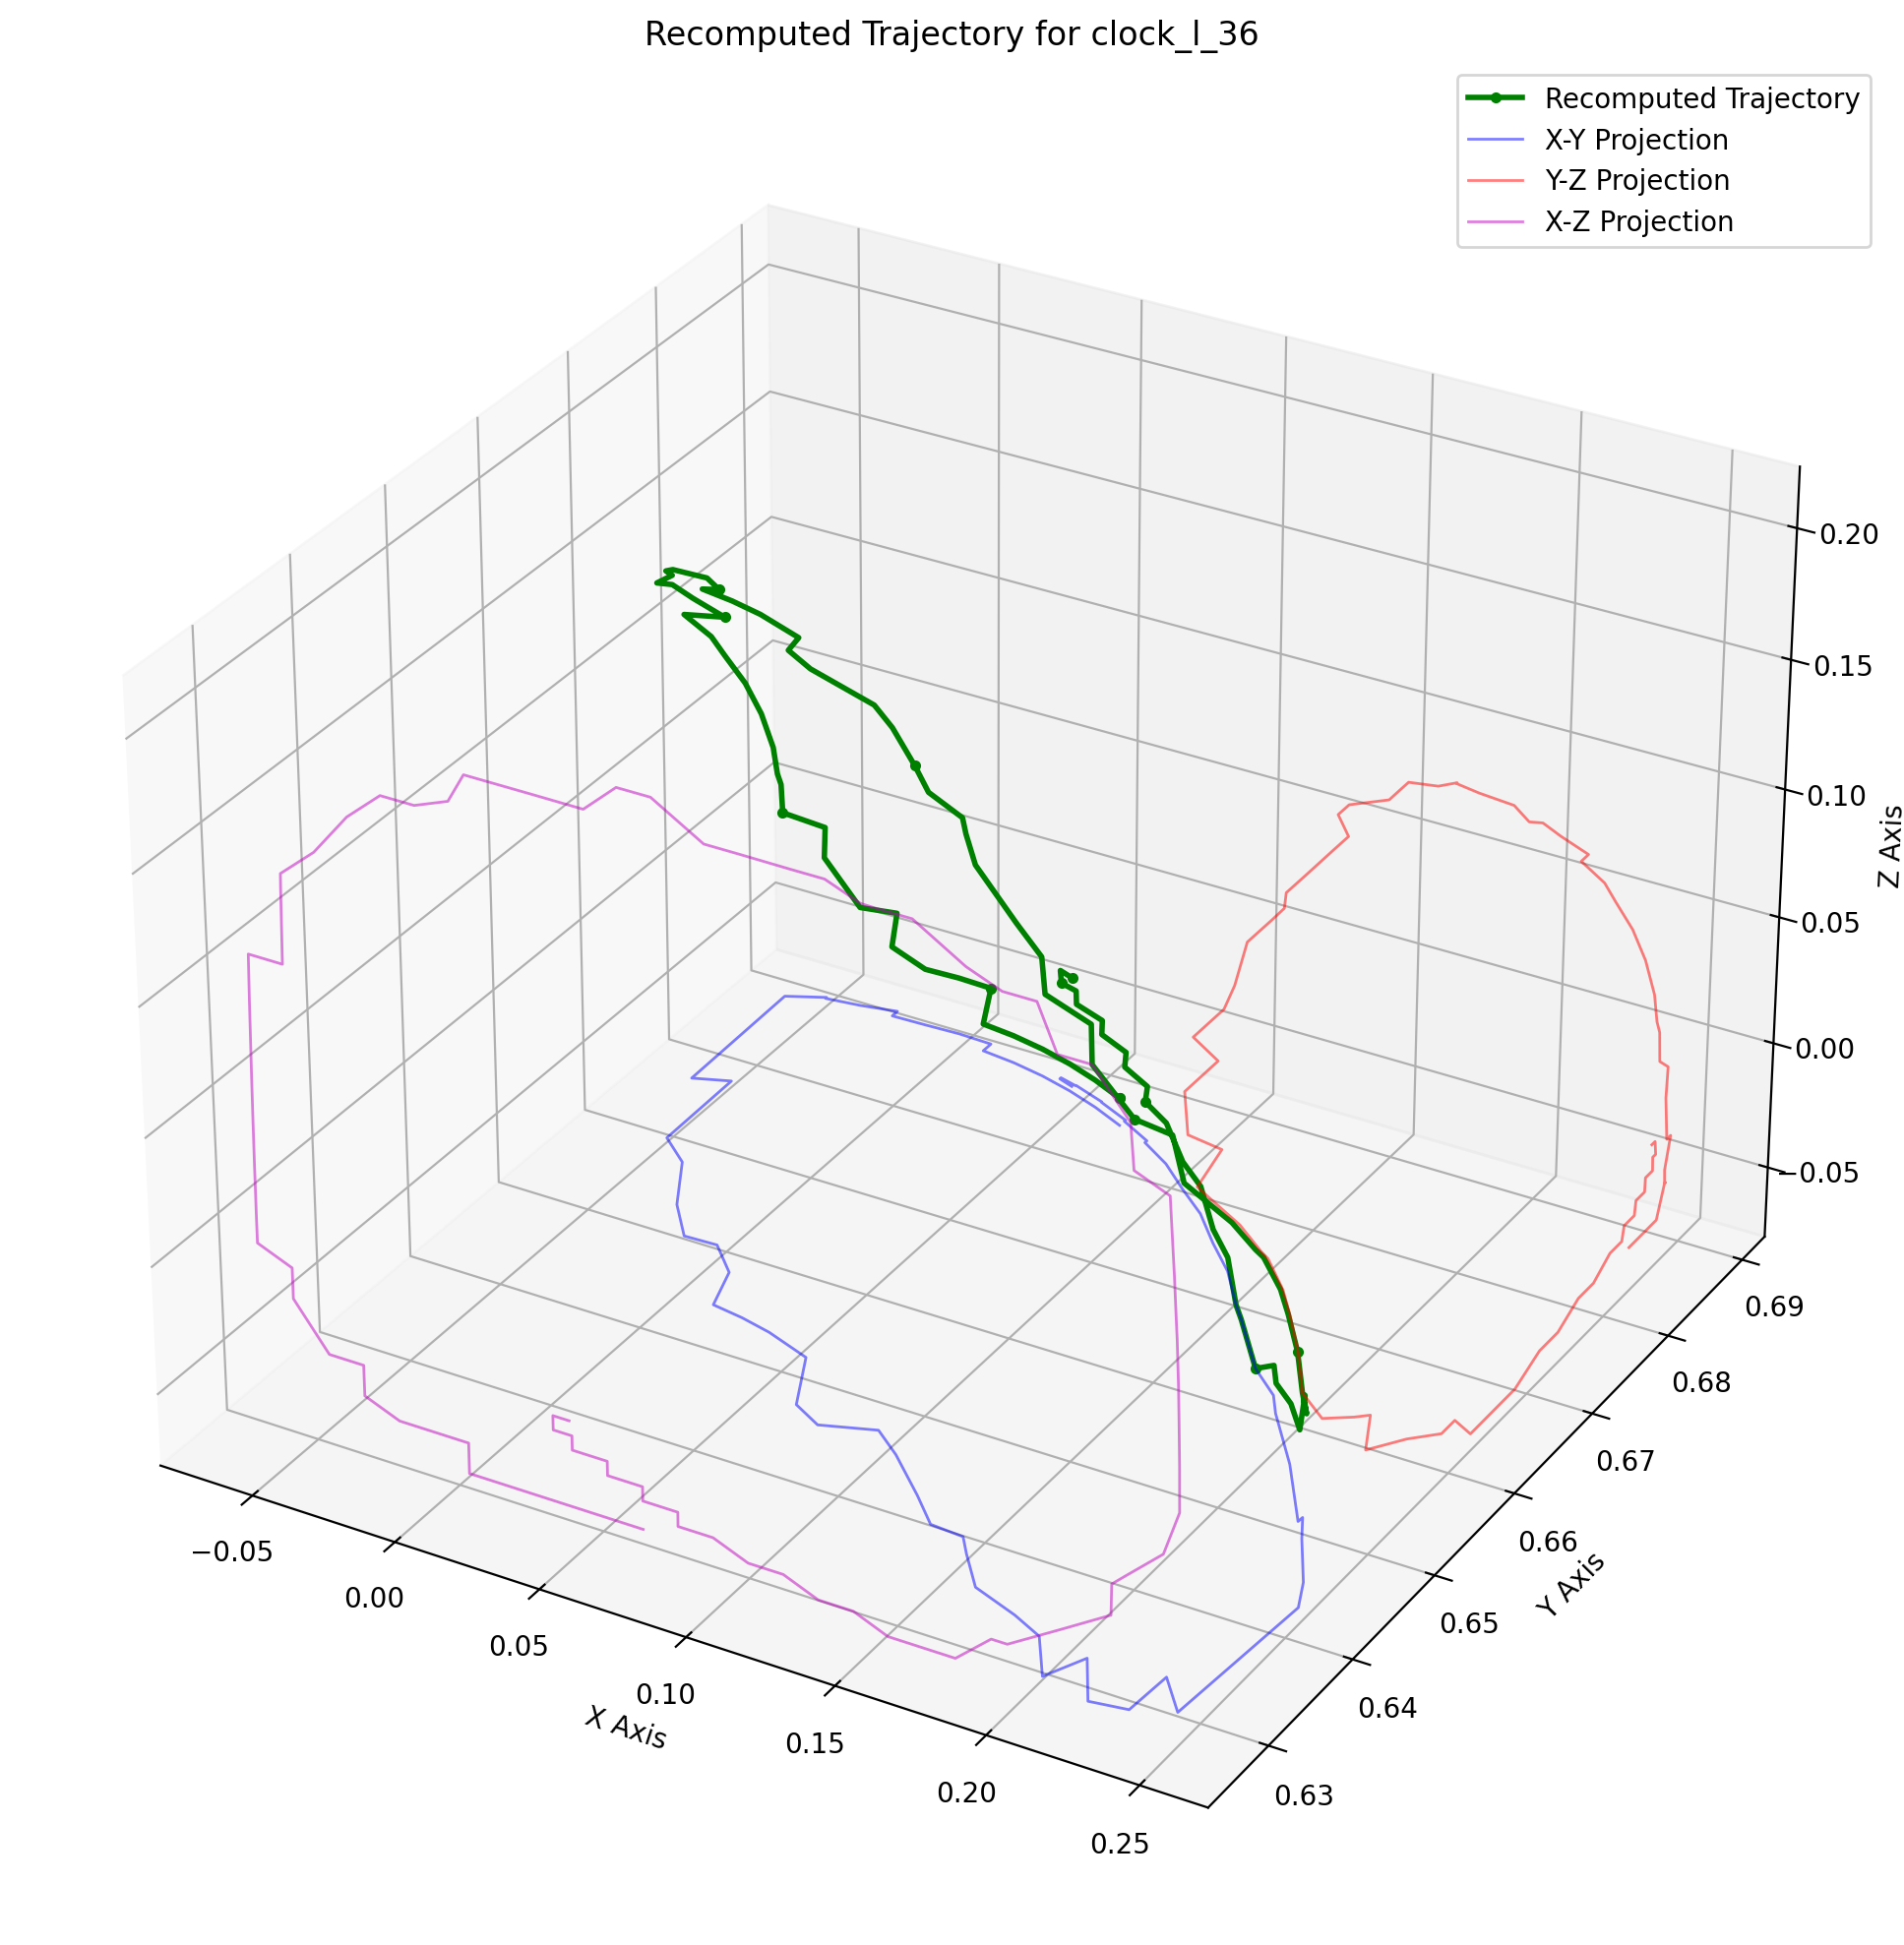 Recomputed Trajectory for clock_l_36
Recomputed Trajectory
X-Y Projection
Y-Z Projection
X-Z Projection
0.20
0.15
0.10
0.05
0.00
−0.05
Z Axis
0.69
0.68
0.67
0.66
0.65
0.64
0.63
Y Axis
−0.05
0.00
0.05
0.10
0.15
0.20
0.25
X Axis